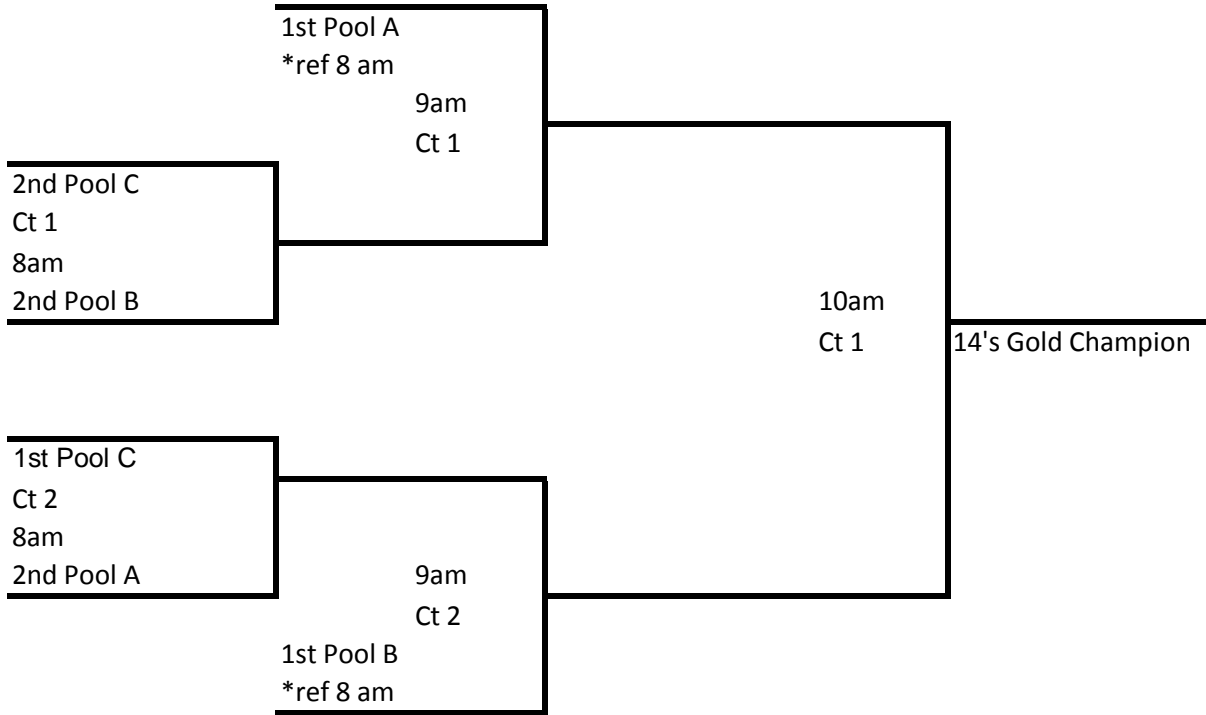 1st Pool A
*ref 8 am
9am
Ct 1
2nd Pool C
Ct 1
8am
2nd Pool B
10am
Ct 1
14's Gold Champion
1st Pool C
Ct 2
8am
2nd Pool A
9am
Ct 2
1st Pool B
*ref 8 am